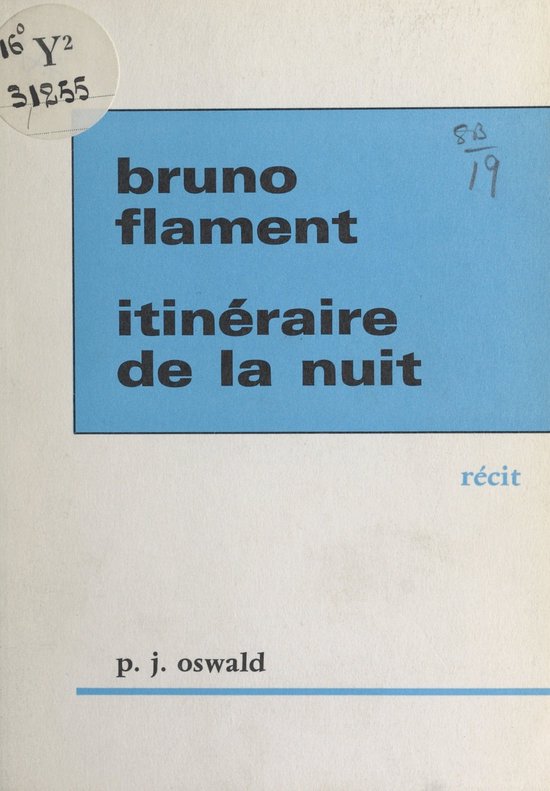 16° Y²
31255
8B
19
bruno
flament
itinéraire
de la nuit
récit
p. j. oswald